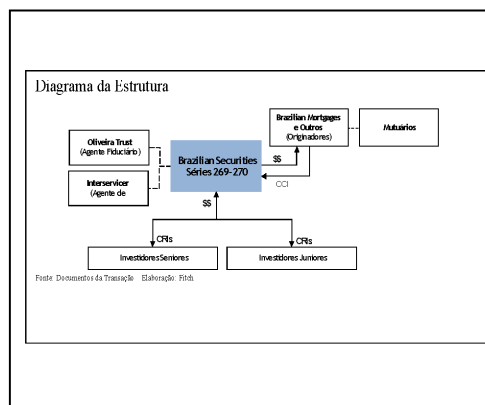 Diagrama da Estrutura
Brazilian Mortgages
e Outros
(Originadores)
Mutuários
Oliveira Trust
(Agente Fiduciário)
Interservicer
(Agente de
Brazilian Securities
Séries 269-270
$$
CCI
$$
CRIs
CRIs
Investidores Seniores
Investidores Juniores
Fonte: Documentos da Transação Elaboração: Fitch